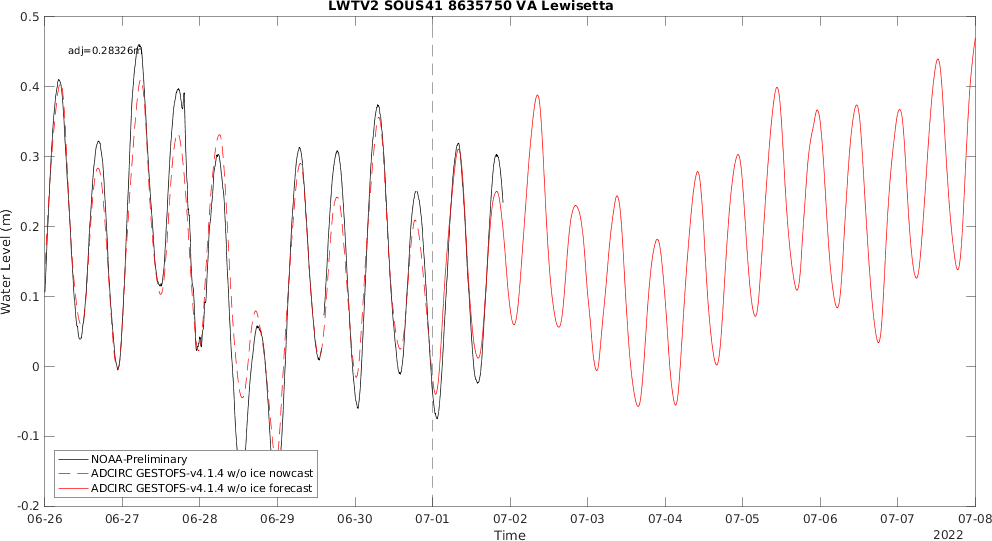 LWTV2 SOUS41 8635750 VA Lewisetta
adj=0.28326m
0.5
0.4
0.3
0.2
0.1
0
-0.1
-0.2
Water Level (m)
NOAA-Preliminary
ADCIRC GESTOFS-v4.1.4 w/o ice nowcast
ADCIRC GESTOFS-v4.1.4 w/o ice forecast
06-26 06-27 06-28 06-29 06-30 07-01 07-02 07-03 07-04 07-05 07-06 07-07 07-08
Time
2022